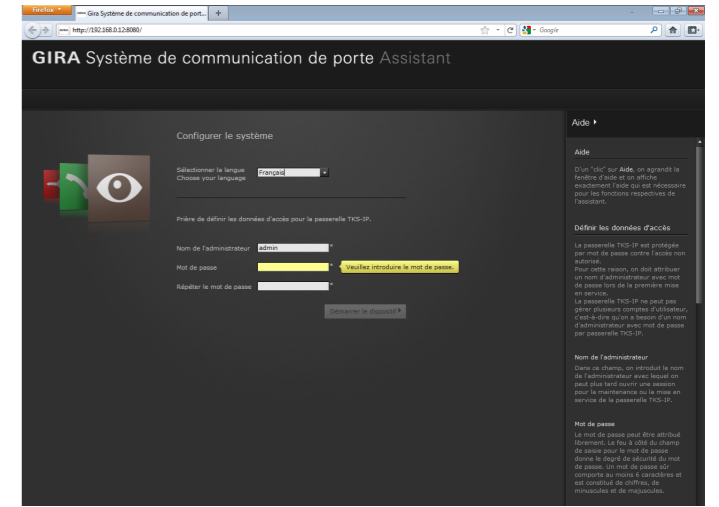 Firefox
Gira Système de communication de port...
http://192.168.0.12:8080/
Google
GIRA Système de communication de porte Assistant
Configurer le système
Sélectionner la langue
Choose your language
Français
Prière de définir les données d'accès pour la passerelle TKS-IP.
Nom de l'administrateur
admin
*
Mot de passe
*
Veuillez introduire le mot de passe.
Répéter le mot de passe
*
Démarrer le dispositif
Aide
Aide
D'un "clic" sur Aide, on agrandit la
fenêtre d'aide et on affiche
exactement l'aide qui est nécessaire
pour les fonctions respectives de
l'assistant.
Définir les données d'accès
La passerelle TKS-IP est protégée
par mot de passe contre l'accès non
autorisé.
Pour cette raison, on doit attribuer
un nom d'administrateur avec mot
de passe lors de la première mise
en service.
La passerelle TKS-IP ne peut pas
gérer plusieurs comptes d'utilisateur,
c'est-à-dire qu'on a besoin d'un nom
d'administrateur avec mot de passe
par passerelle TKS-IP.
Nom de l'administrateur
Dans ce champ, on introduit le nom
de l'administrateur avec lequel on
peut plus tard ouvrir une session
pour la maintenance ou la mise en
service de la passerelle TKS-IP.
Mot de passe
Le mot de passe peut être attribué
librement. Le feu à côté du champ
de saisie pour le mot de passe
donne le degré de sécurité du mot
de passe. Un mot de passe sûr
comporte au moins 6 caractères et
est constitué de chiffres, de
minuscules et de majuscules.